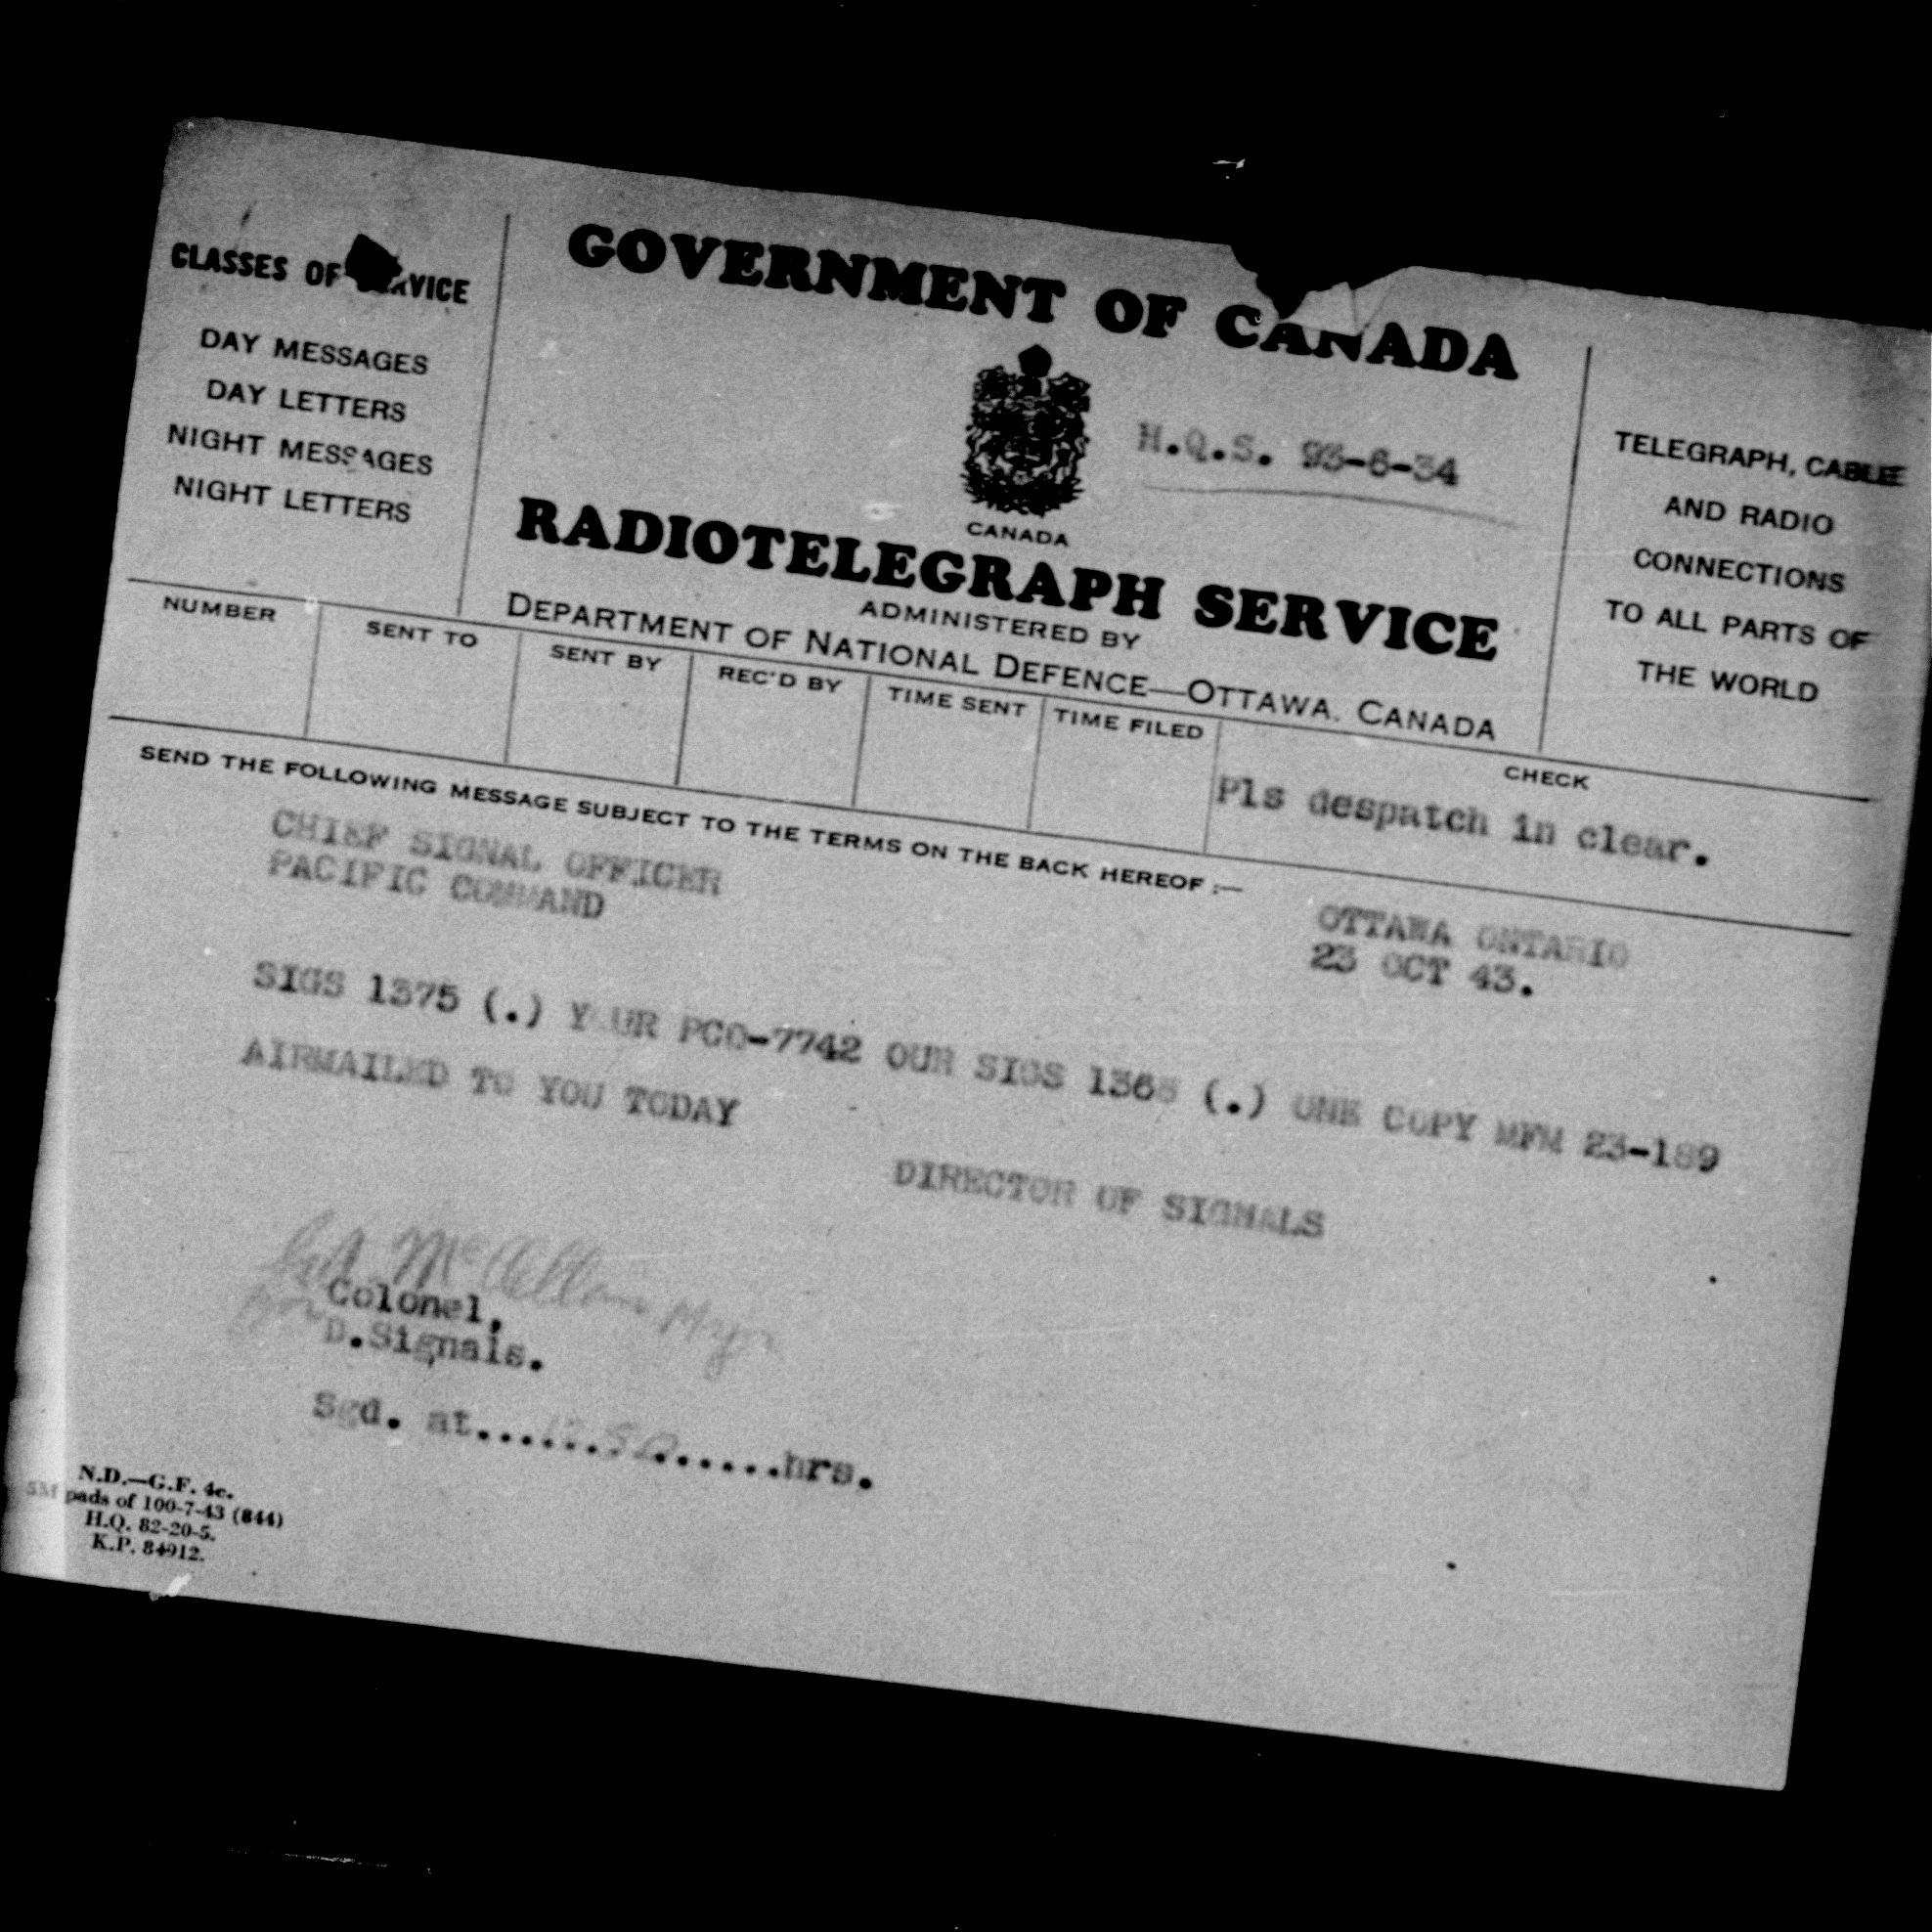 GOVERNMENT OF CANADA
CLASSES OF SERVICE
DAY MESSAGES
DAY LETTERS
NIGHT MESSAGES
NIGHT LETTERS
H.Q.S. 93-6-34
CANADA
RADIOTELEGRAPH SERVICE
ADMINISTERED BY
DEPARTMENT OF NATIONAL DEFENCE—OTTAWA, CANADA
TELEGRAPH, CABLE
AND RADIO
CONNECTIONS
TO ALL PARTS OF
THE WORLD
NUMBER SENT TO SENT BY REC'D BY TIME SENT TIME FILED CHECK
Pls despatch in clear.
SEND THE FOLLOWING MESSAGE SUBJECT TO THE TERMS ON THE BACK HEREOF :—
CHIEF SIGNAL OFFICER
PACIFIC COMMAND
OTTAWA ONTARIO
23 OCT 43.
SIGS 1375 (.) YOUR PCO-7742 OUR SIGS (.) ONE COPY MFM 23-189
AIRMAILED TO YOU TODAY
DIRECTOR OF SIGNALS
McClellan Major
for Colonel,
D.Signals.
Sgd. at.................hrs.
N.D.—G.F. 4c.
5M pads of 100-7-43 (844)
H.Q. 82-20-5.
K.P. 84912.